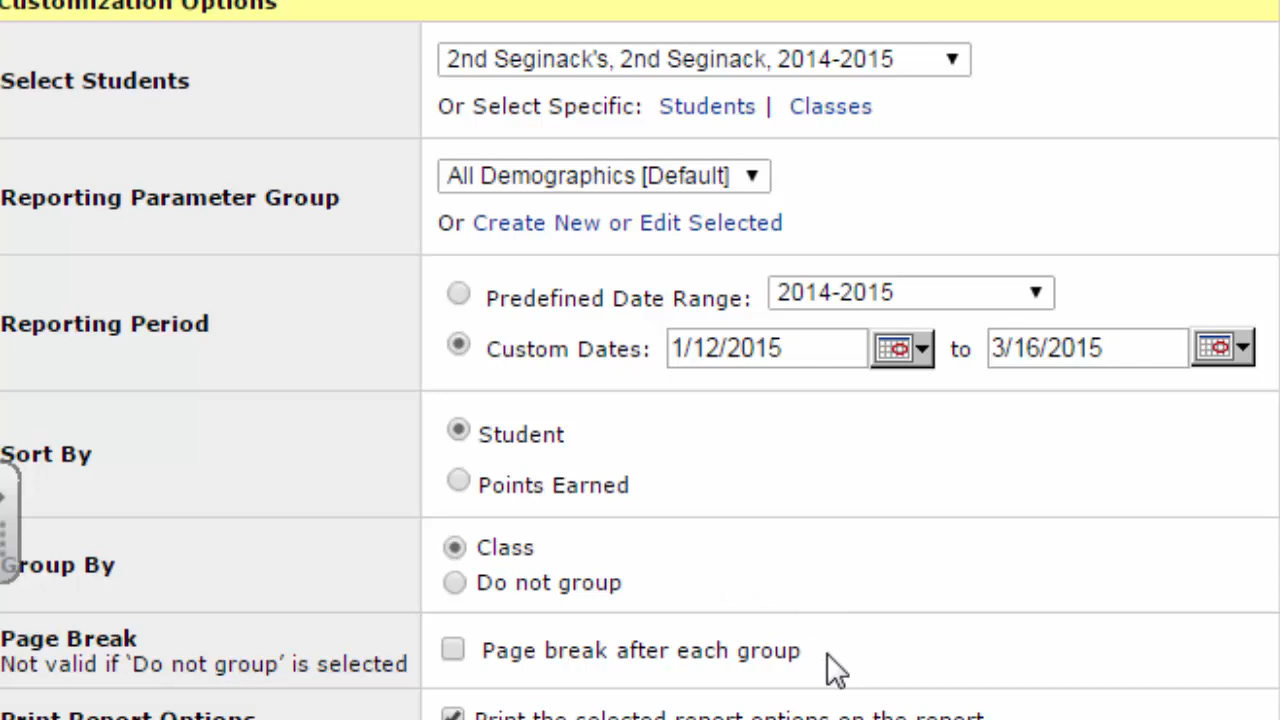 Customization Options
Select Students
2nd Seginack's, 2nd Seginack, 2014-2015
Or Select Specific: Students | Classes
Reporting Parameter Group
All Demographics [Default]
Or Create New or Edit Selected
Reporting Period
Predefined Date Range: 2014-2015
Custom Dates: 1/12/2015 to 3/16/2015
Sort By
Student
Points Earned
Group By
Class
Do not group
Page Break
Not valid if 'Do not group' is selected
Page break after each group
Print Report Options
Print the selected report options on the report